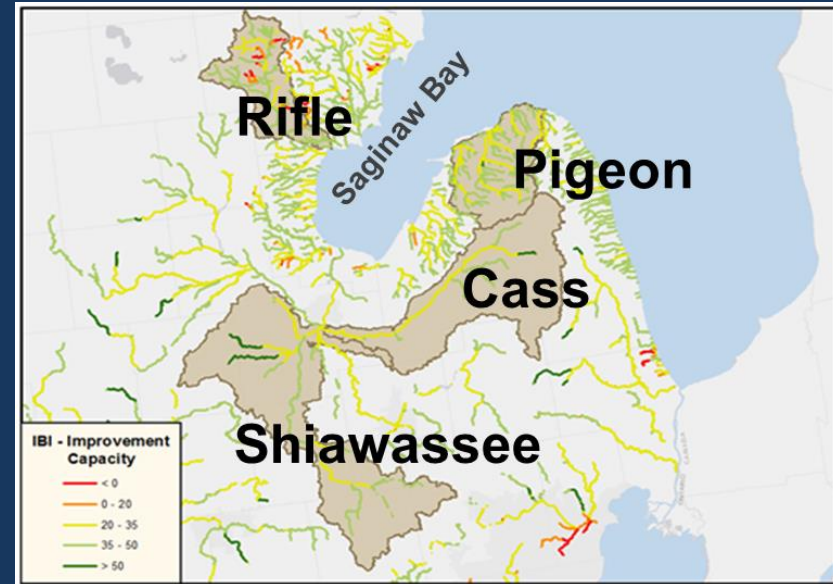 Rifle
Saginaw Bay
Pigeon
Cass
Shiawassee
IBI - Improvement
Capacity
< 0
0 - 20
20 - 35
35 - 50
> 50